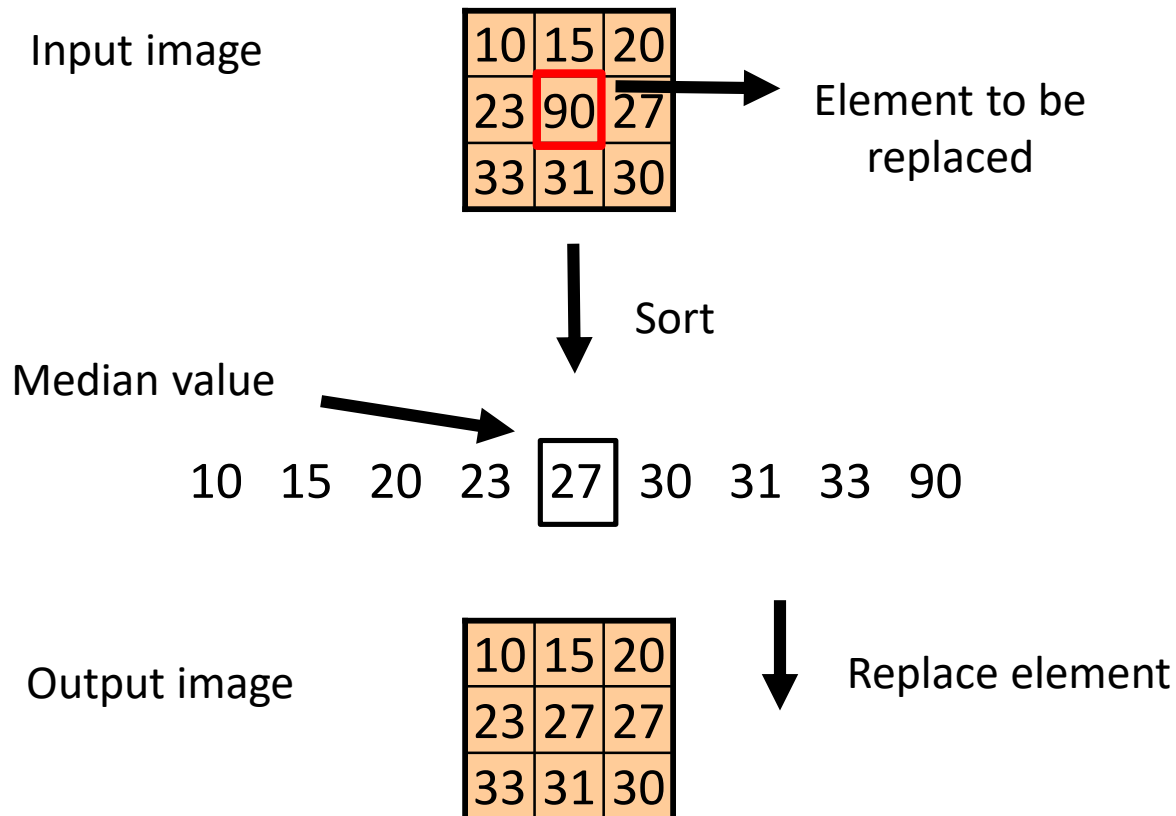 Input image
10 15 20
23 90 27
33 31 30
Element to be
replaced
Sort
Median value
10 15 20 23 27 30 31 33 90
Output image
10 15 20
23 27 27
33 31 30
Replace element